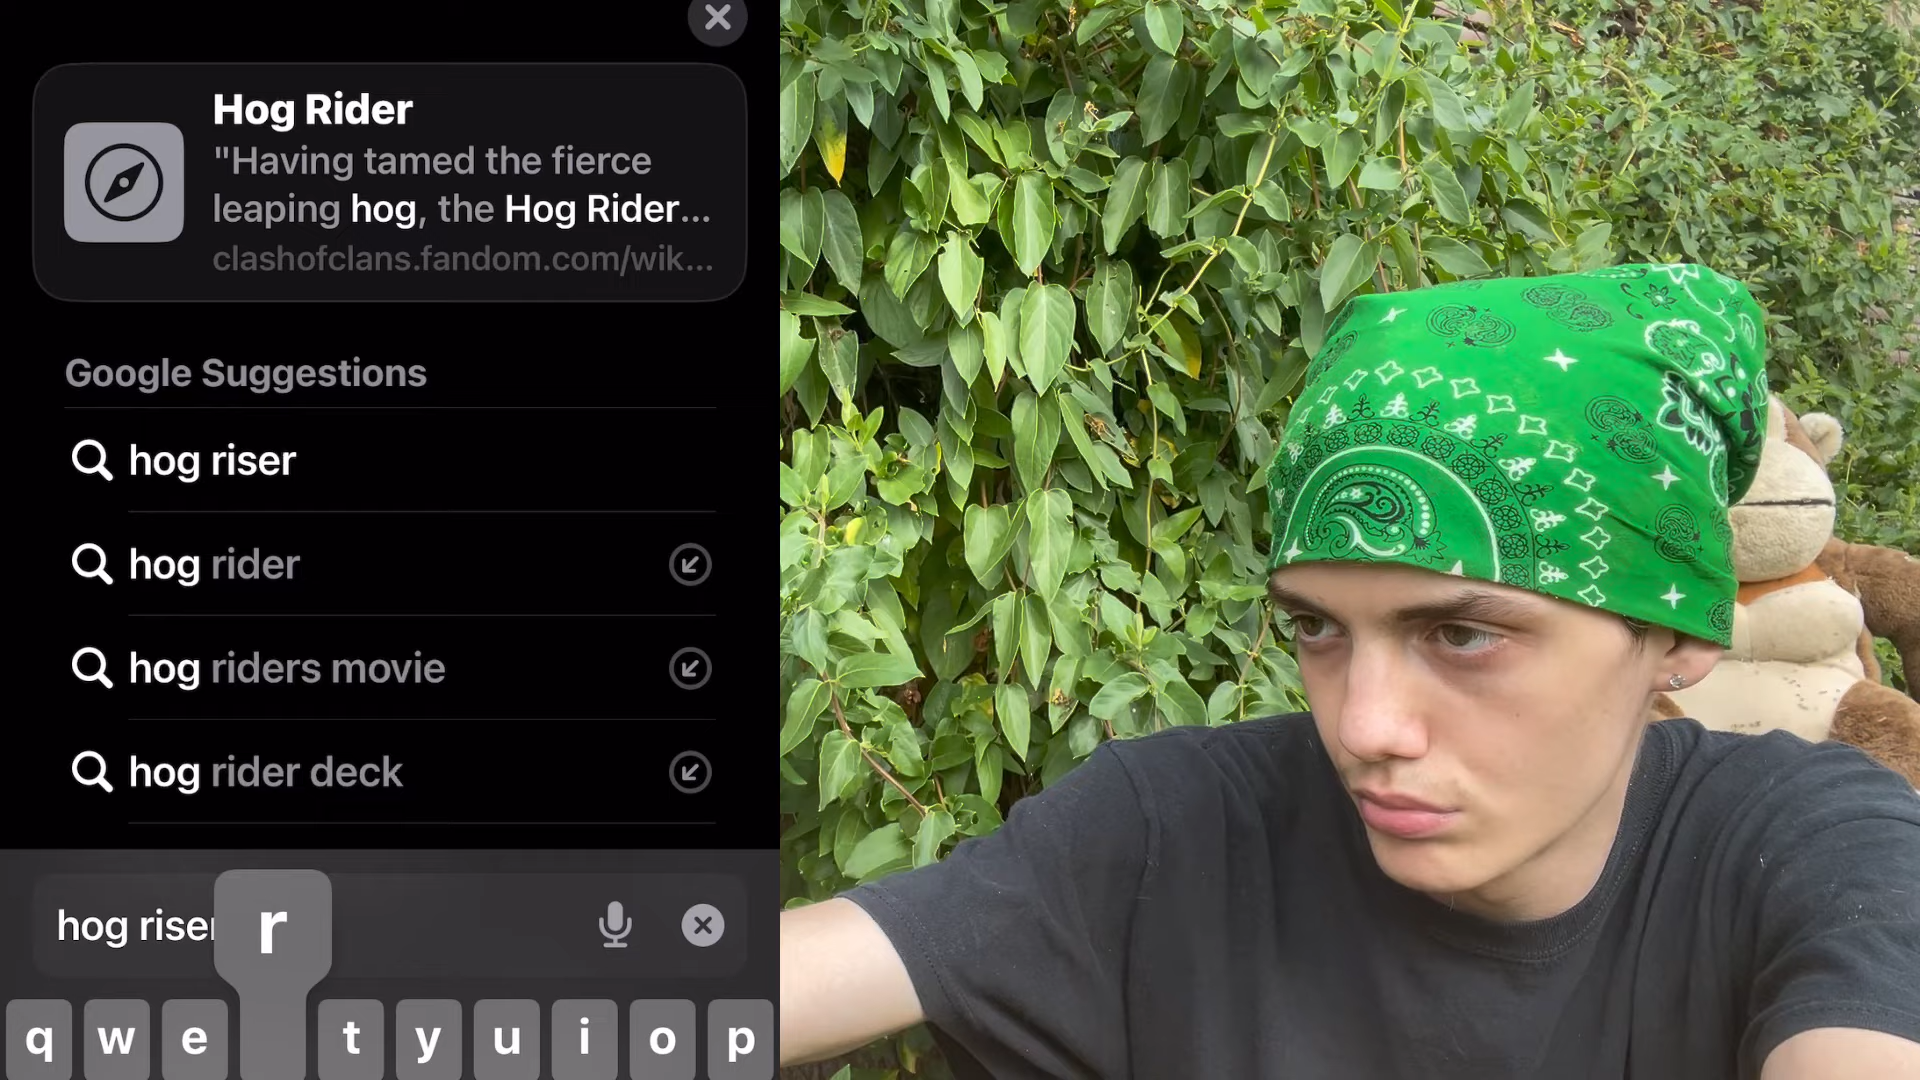 Hog Rider
"Having tamed the fierce
leaping hog, the Hog Rider...
clashofclans.fandom.com/wik...
Google Suggestions
hog riser
hog rider
hog riders movie
hog rider deck
hog riser
r
q w e t y u i o p